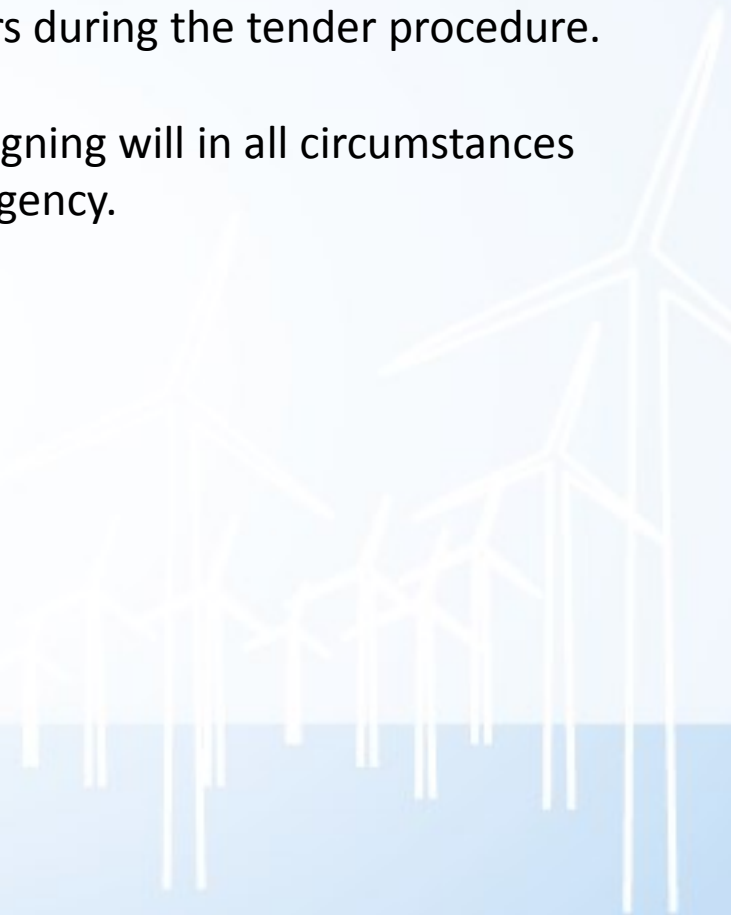 rs during the tender procedure.
gning will in all circumstances
gency.